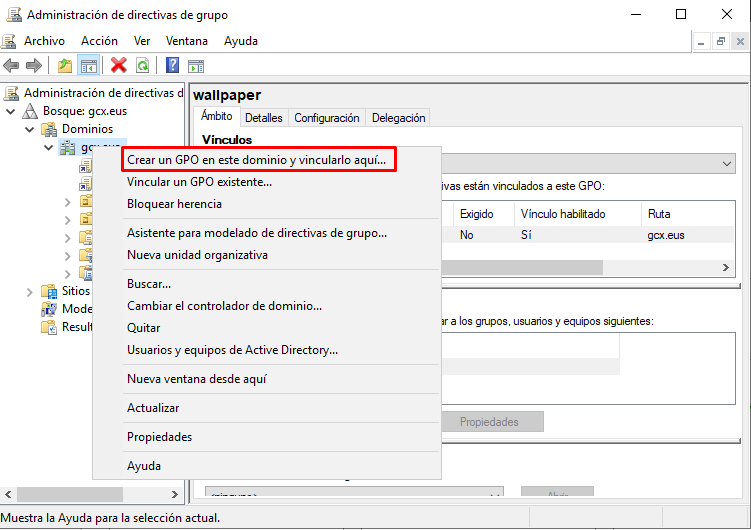 Administración de directivas de grupo
Archivo Acción Ver Ventana Ayuda
Administración de directivas d
Bosque: gcx.eus
Dominios
gcx.eus
Sitios
Mode
Result
wallpaper
Ámbito Detalles Configuración Delegación
Vínculos
Crear un GPO en este dominio y vincularlo aquí...
Vincular un GPO existente...
Bloquear herencia
Asistente para modelado de directivas de grupo...
Nueva unidad organizativa
Buscar...
Cambiar el controlador de dominio...
Quitar
Usuarios y equipos de Active Directory...
Nueva ventana desde aquí
Actualizar
Propiedades
Ayuda
ivas están vinculados a este GPO:
Exigido Vínculo habilitado Ruta
No Sí gcx.eus
ar a los grupos, usuarios y equipos siguientes:
Propiedades
Muestra la Ayuda para la selección actual.